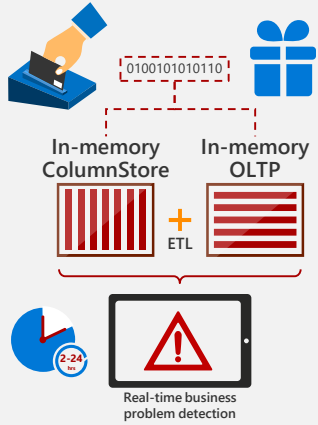 0100101010110
In-memory
ColumnStore
In-memory
OLTP
+
ETL
2-24
hrs
!
Real-time business
problem detection